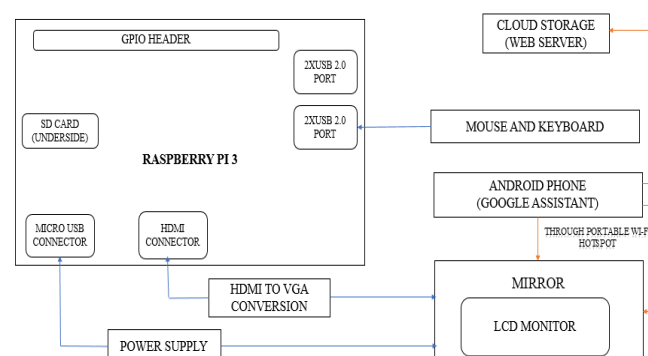 GPIO HEADER
CLOUD STORAGE
(WEB SERVER)
2XUSB 2.0
PORT
2XUSB 2.0
PORT
MOUSE AND KEYBOARD
SD CARD
(UNDERSIDE)
RASPBERRY PI 3
ANDROID PHONE
(GOOGLE ASSISTANT)
MICRO USB
CONNECTOR
HDMI
CONNECTOR
THROUGH PORTABLE WI-F
HOTSPOT
HDMI TO VGA
CONVERSION
MIRROR
LCD MONITOR
POWER SUPPLY